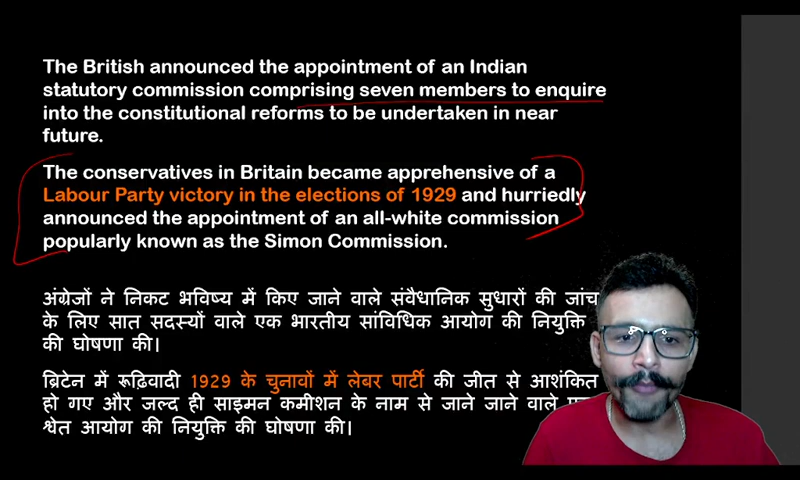 The British announced the appointment of an Indian
statutory commission comprising seven members to enquire
into the constitutional reforms to be undertaken in near
future.
The conservatives in Britain became apprehensive of a
Labour Party victory in the elections of 1929 and hurriedly
announced the appointment of an all-white commission
popularly known as the Simon Commission.
अंग्रेजों ने निकट भविष्य में किए जाने वाले संवैधानिक सुधारों की जांच
के लिए सात सदस्यों वाले एक भारतीय सांविधिक आयोग की नियुक्ति
की घोषणा की।
ब्रिटेन में रूढ़िवादी 1929 के चुनावों में लेबर पार्टी की जीत से आशंकित
हो गए और जल्द ही साइमन कमीशन के नाम से जाने जाने वाले
श्वेत आयोग की नियुक्ति की घोषणा की।